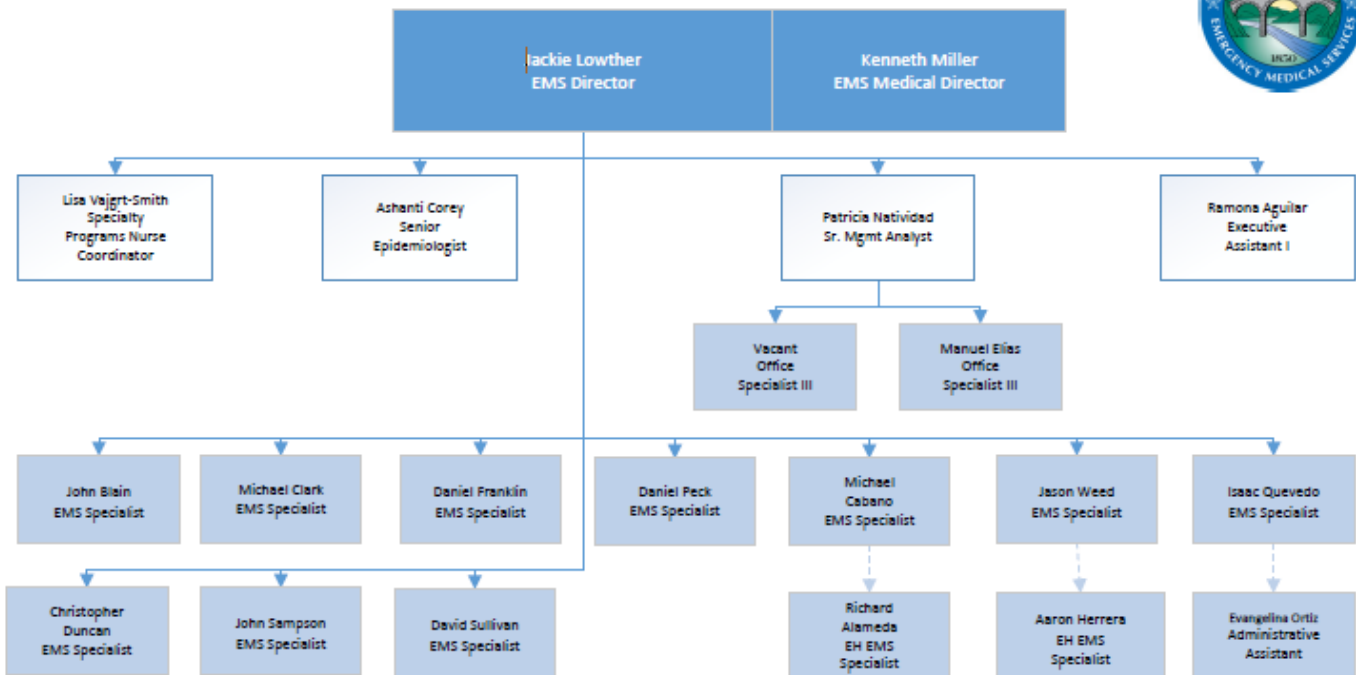 Jackie Lowther
EMS Director
Kenneth Miller
EMS Medical Director
EMERGENCY MEDICAL SERVICES
1850
Lisa Vajgrt-Smith
Specialty
Programs Nurse
Coordinator
Ashanti Corey
Senior
Epidemiologist
Patricia Natividad
Sr. Mgmt Analyst
Ramona Aguilar
Executive
Assistant I
Vacant
Office
Specialist III
Manuel Elias
Office
Specialist III
John Blain
EMS Specialist
Michael Clark
EMS Specialist
Daniel Franklin
EMS Specialist
Daniel Peck
EMS Specialist
Michael
Cabano
EMS Specialist
Jason Weed
EMS Specialist
Isaac Quevedo
EMS Specialist
Christopher
Duncan
EMS Specialist
John Sampson
EMS Specialist
David Sullivan
EMS Specialist
Richard
Alameda
EH EMS
Specialist
Aaron Herrera
EH EMS
Specialist
Evangelina Ortiz
Administrative
Assistant